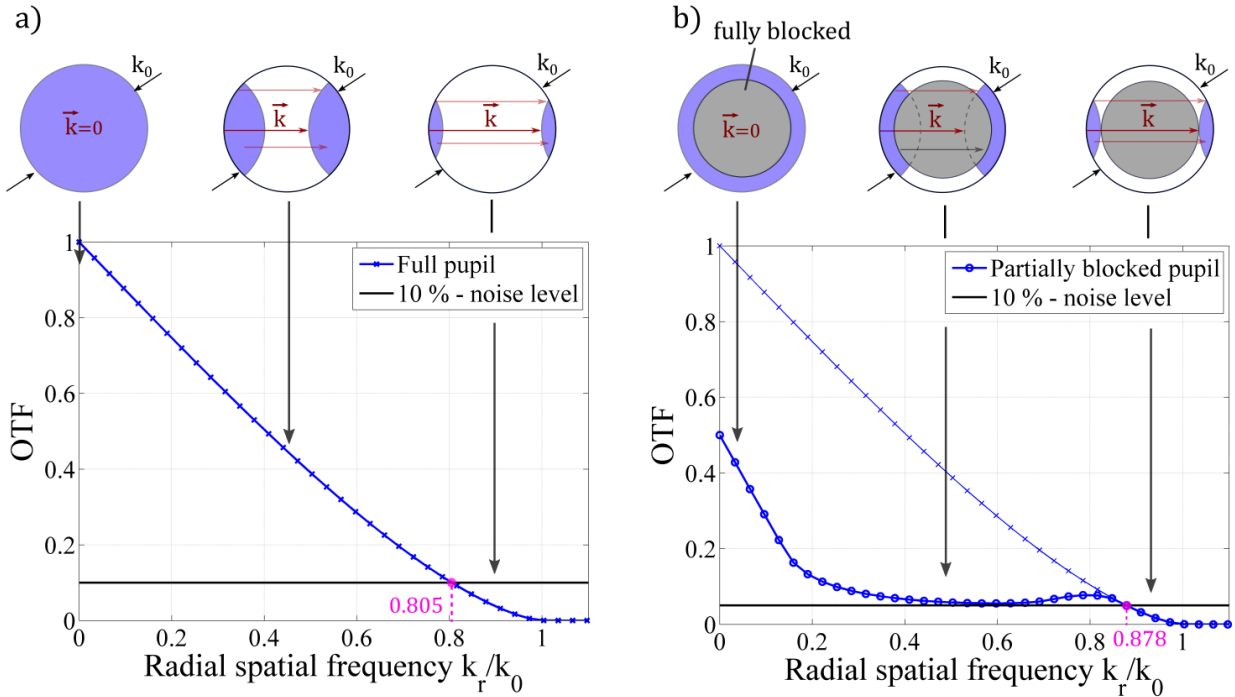 a)
k₀
k⃗=0
k₀
k⃗
k₀
k⃗
Full pupil
10 % - noise level
OTF
1
0.8
0.6
0.4
0.2
0
0.805
0
0.2
0.4
0.6
0.8
1
Radial spatial frequency kᵣ/k₀
b)
fully blocked
k₀
k⃗=0
k₀
k⃗
k₀
k⃗
Partially blocked pupil
10 % - noise level
OTF
1
0.8
0.6
0.4
0.2
0
0.878
0
0.2
0.4
0.6
0.8
1
Radial spatial frequency kᵣ/k₀